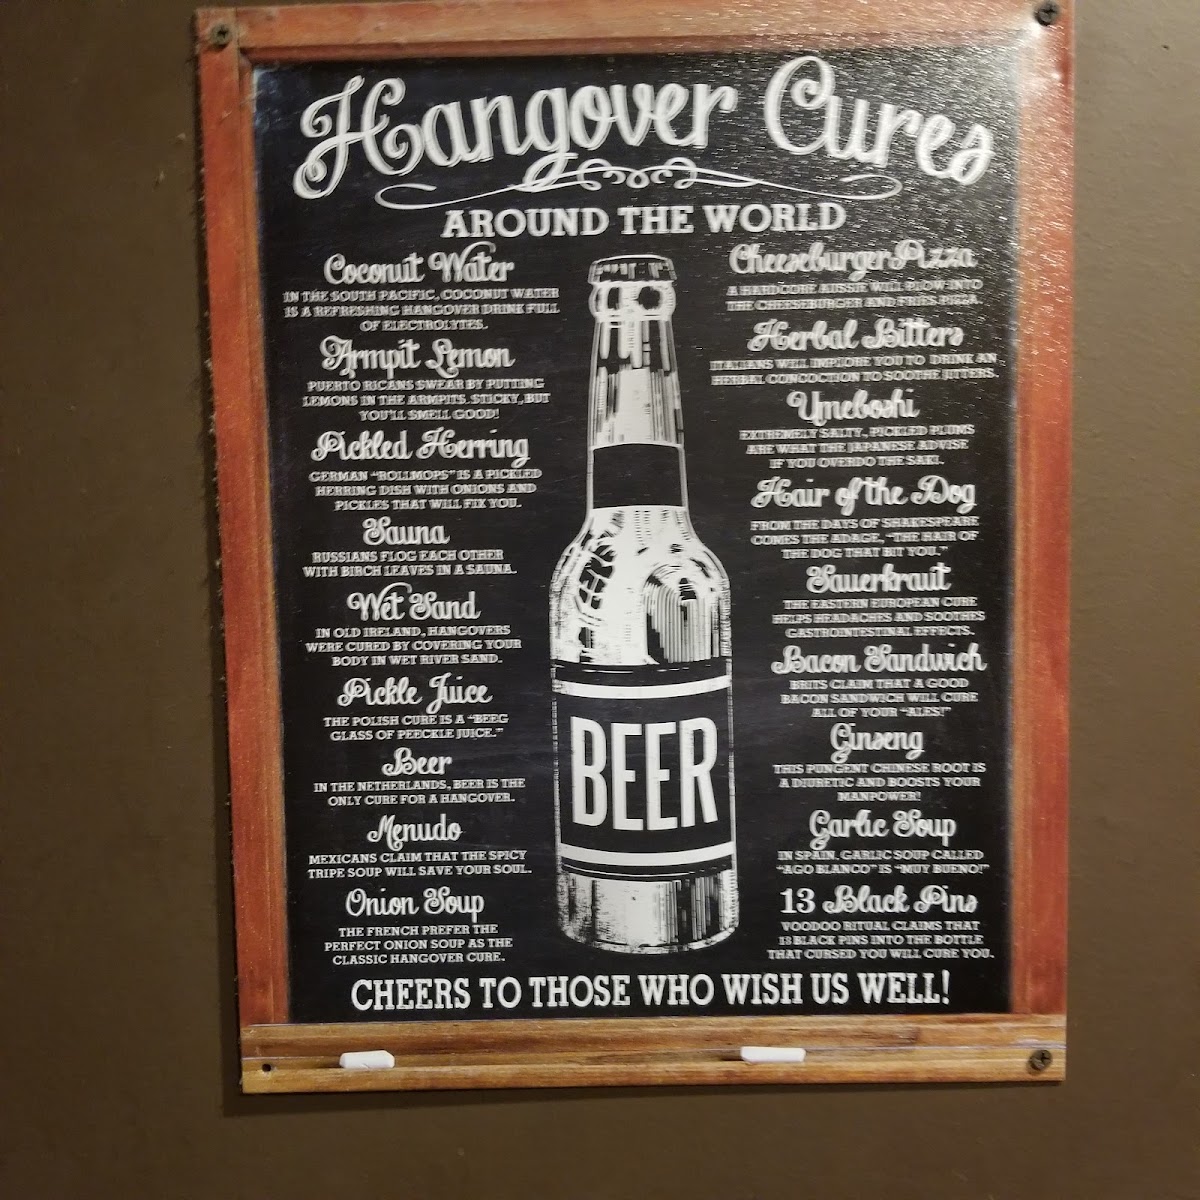 Hangover Cures
AROUND THE WORLD
Coconut Water
IN THE SOUTH PACIFIC, COCONUT WATER
IS A REFRESHING HANGOVER DRINK FULL
OF ELECTROLYTES.
Armpit Lemon
PUERTO RICANS SWEAR BY PUTTING
LEMONS IN THE ARMPITS. STICKY, BUT
YOU'LL SMELL GOOD!
Pickled Herring
GERMAN "ROLLMOPS" IS A PICKLED
HERRING DISH WITH ONIONS AND
PICKLES THAT WILL FIX YOU.
Sauna
RUSSIANS FLOG EACH OTHER
WITH BIRCH LEAVES IN A SAUNA.
Wet Sand
IN OLD IRELAND, HANGOVERS
WERE CURED BY COVERING YOUR
BODY IN WET RIVER SAND.
Pickle Juice
THE POLISH CURE IS A "BEEG
GLASS OF PEECKLE JUICE."
Beer
IN THE NETHERLANDS, BEER IS THE
ONLY CURE FOR A HANGOVER.
Menudo
MEXICANS CLAIM THAT THE SPICY
TRIPE SOUP WILL SAVE YOUR SOUL.
Onion Soup
THE FRENCH PREFER THE
PERFECT ONION SOUP AS THE
CLASSIC HANGOVER CURE.
BEER
Cheeseburger Pizza
A HARDCORE AUSSIE WILL PLOW INTO
THE CHEESEBURGER AND FRIES PIZZA.
Herbal Bitters
ITALIANS WILL IMPLORE YOU TO DRINK AN
HERBAL CONCOCTION TO SOOTHE JITTERS.
Umeboshi
EXTREMELY SALTY, PICKLED PLUMS
ARE WHAT THE JAPANESE ADVISE
IF YOU OVERDO THE SAKI.
Hair of the Dog
FROM THE DAYS OF SHAKESPEARE
COMES THE ADAGE, "THE HAIR OF
THE DOG THAT BIT YOU."
Sauerkraut
THE EASTERN EUROPEAN CURE
HELPS HEADACHES AND SOOTHES
GASTROINTESTINAL EFFECTS.
Bacon Sandwich
BRITS CLAIM THAT A GOOD
BACON SANDWICH WILL CURE
ALL OF YOUR "ALES!"
Ginseng
THIS PUNGENT CHINESE ROOT IS
A DIURETIC AND BOOSTS YOUR
MANPOWER!
Garlic Soup
IN SPAIN, GARLIC SOUP CALLED
"AGO BLANCO" IS "MUY BUENO!"
13 Black Pins
VOODOO RITUAL CLAIMS THAT
13 BLACK PINS INTO THE BOTTLE
THAT CURSED YOU WILL CURE YOU.
CHEERS TO THOSE WHO WISH US WELL!